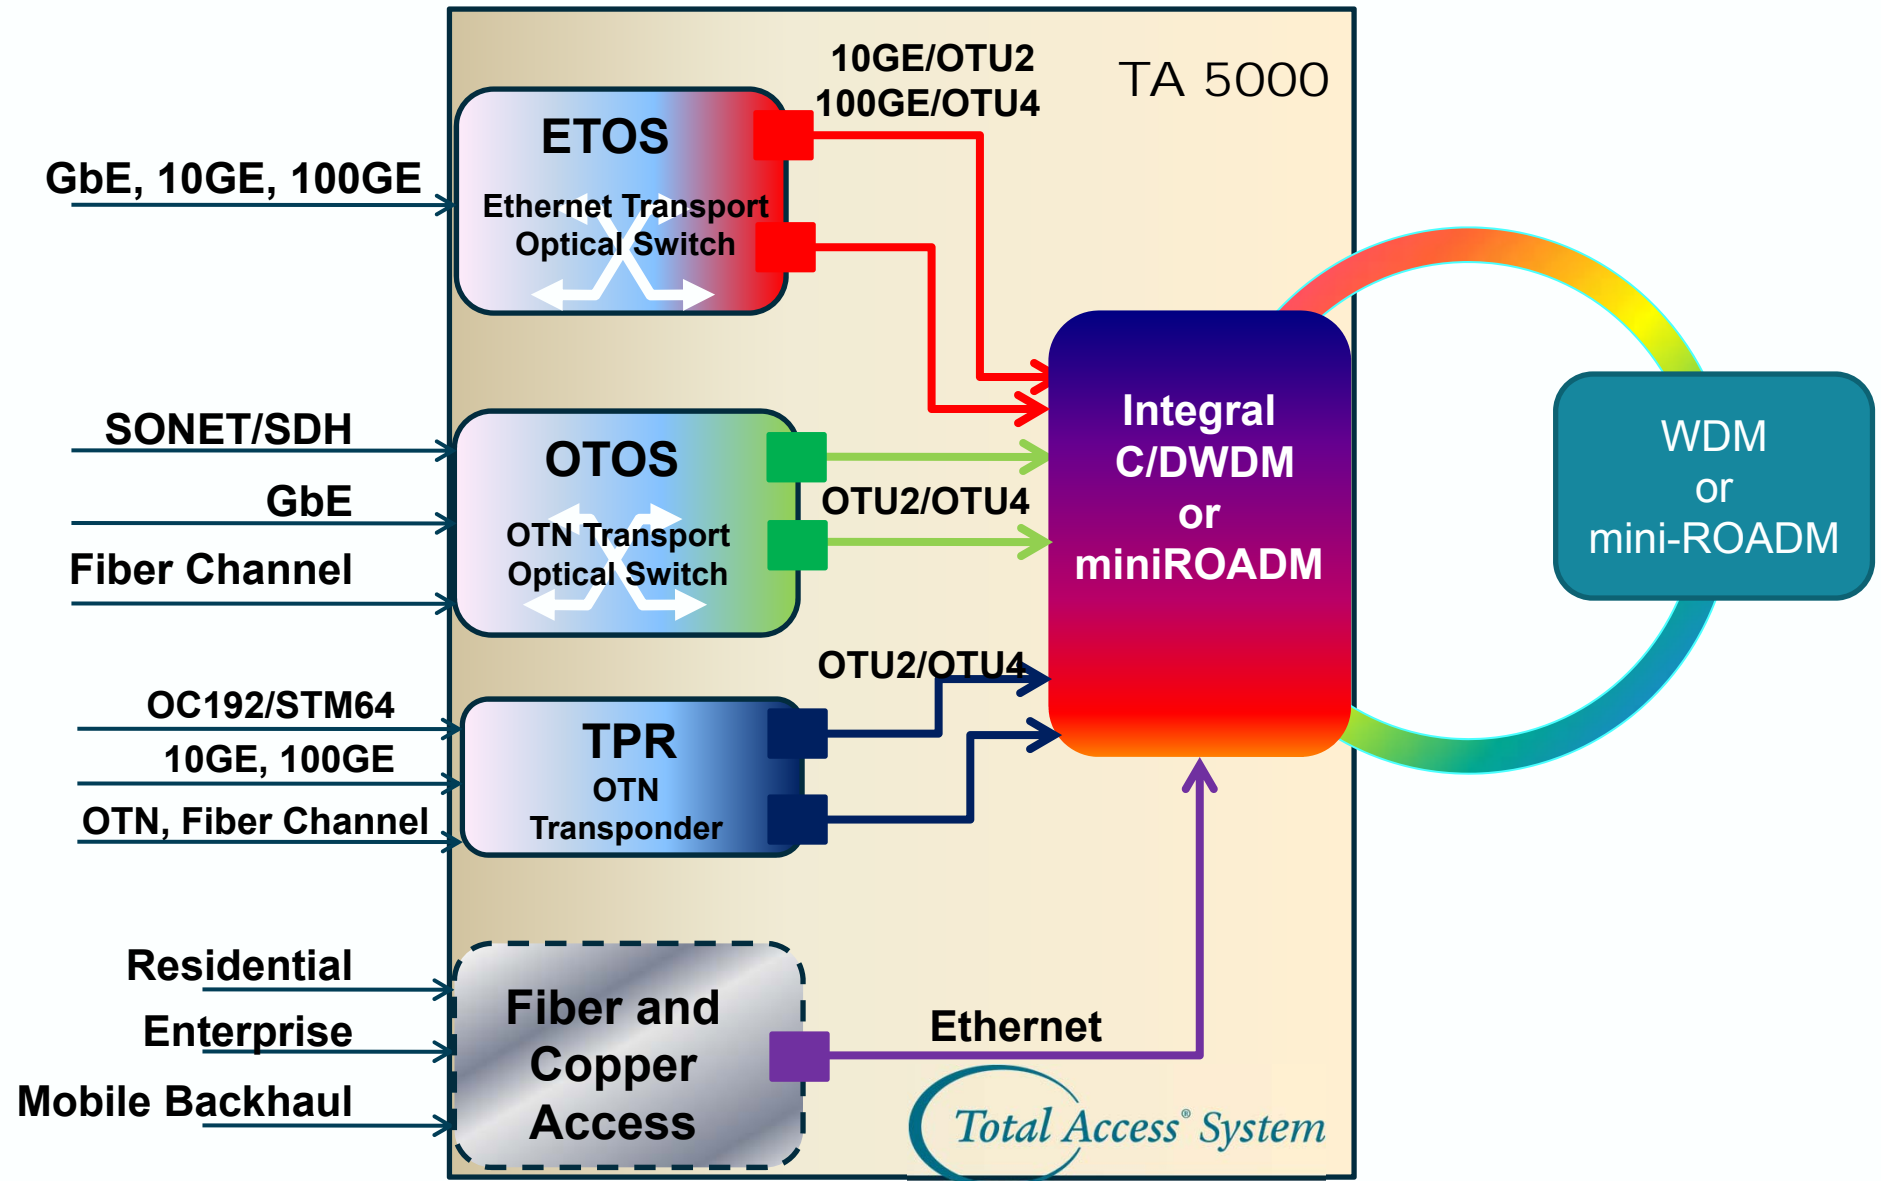 10GE/OTU2
100GE/OTU4
TA 5000
ETOS
Ethernet Transport
Optical Switch
GbE, 10GE, 100GE
SONET/SDH
GbE
Fiber Channel
OTOS
OTN Transport
Optical Switch
OTU2/OTU4
Integral
C/DWDM
or
miniROADM
WDM
or
mini-ROADM
OTU2/OTU4
OC192/STM64
10GE, 100GE
OTN, Fiber Channel
TPR
OTN
Transponder
Residential
Enterprise
Mobile Backhaul
Fiber and
Copper
Access
Ethernet
Total Access® System